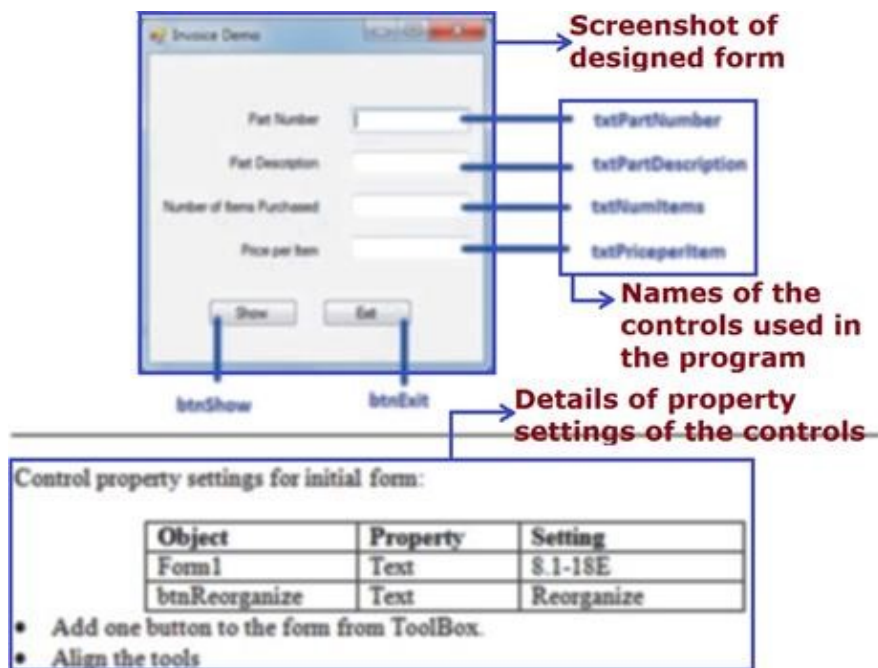 Invoice Demo
Screenshot of
designed form
Part Number
txtPartNumber
Part Description
txtPartDescription
Number of Items Purchased
txtNumItems
Price per Item
txtPriceperItem
Names of the
controls used in
the program
Show Exit
btnShow btnExit
Details of property
settings of the controls
Control property settings for initial form:
Object Property Setting
Form1 Text 8.1-18E
btnReorganize Text Reorganize
• Add one button to the form from ToolBox.
• Align the tools